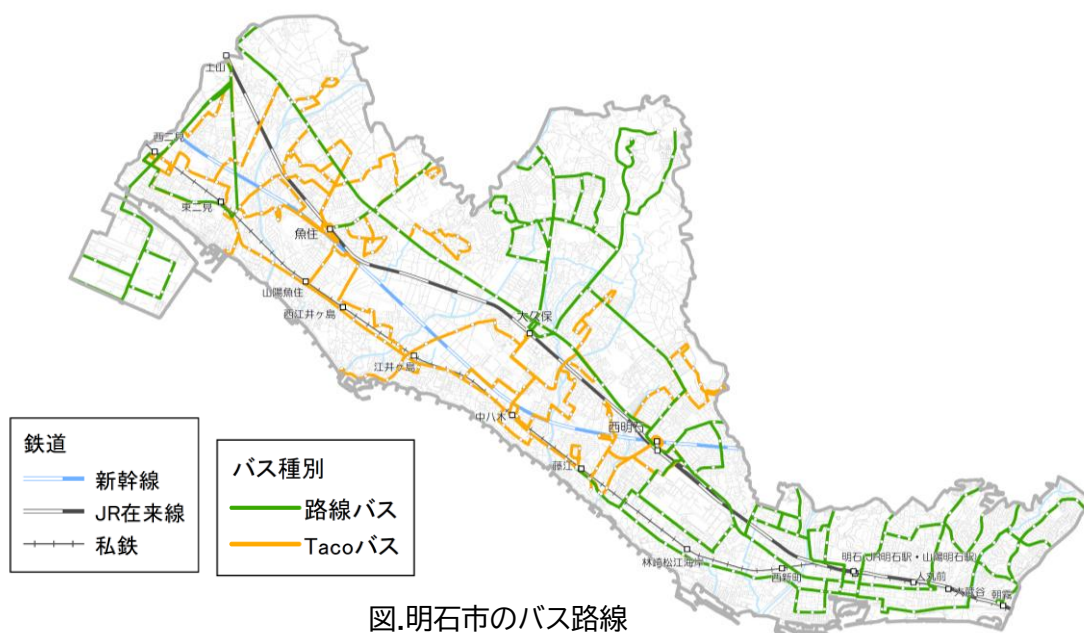 土山
西二見
東二見
魚住
山陽魚住
西江井ヶ島
大久保
江井ヶ島
中八木
西明石
藤江
林崎松江海岸
西新町
明石(JR明石駅・山陽明石駅)
人丸前
大蔵谷
朝霧
鉄道
新幹線
JR在来線
私鉄
バス種別
路線バス
Tacoバス
図.明石市のバス路線